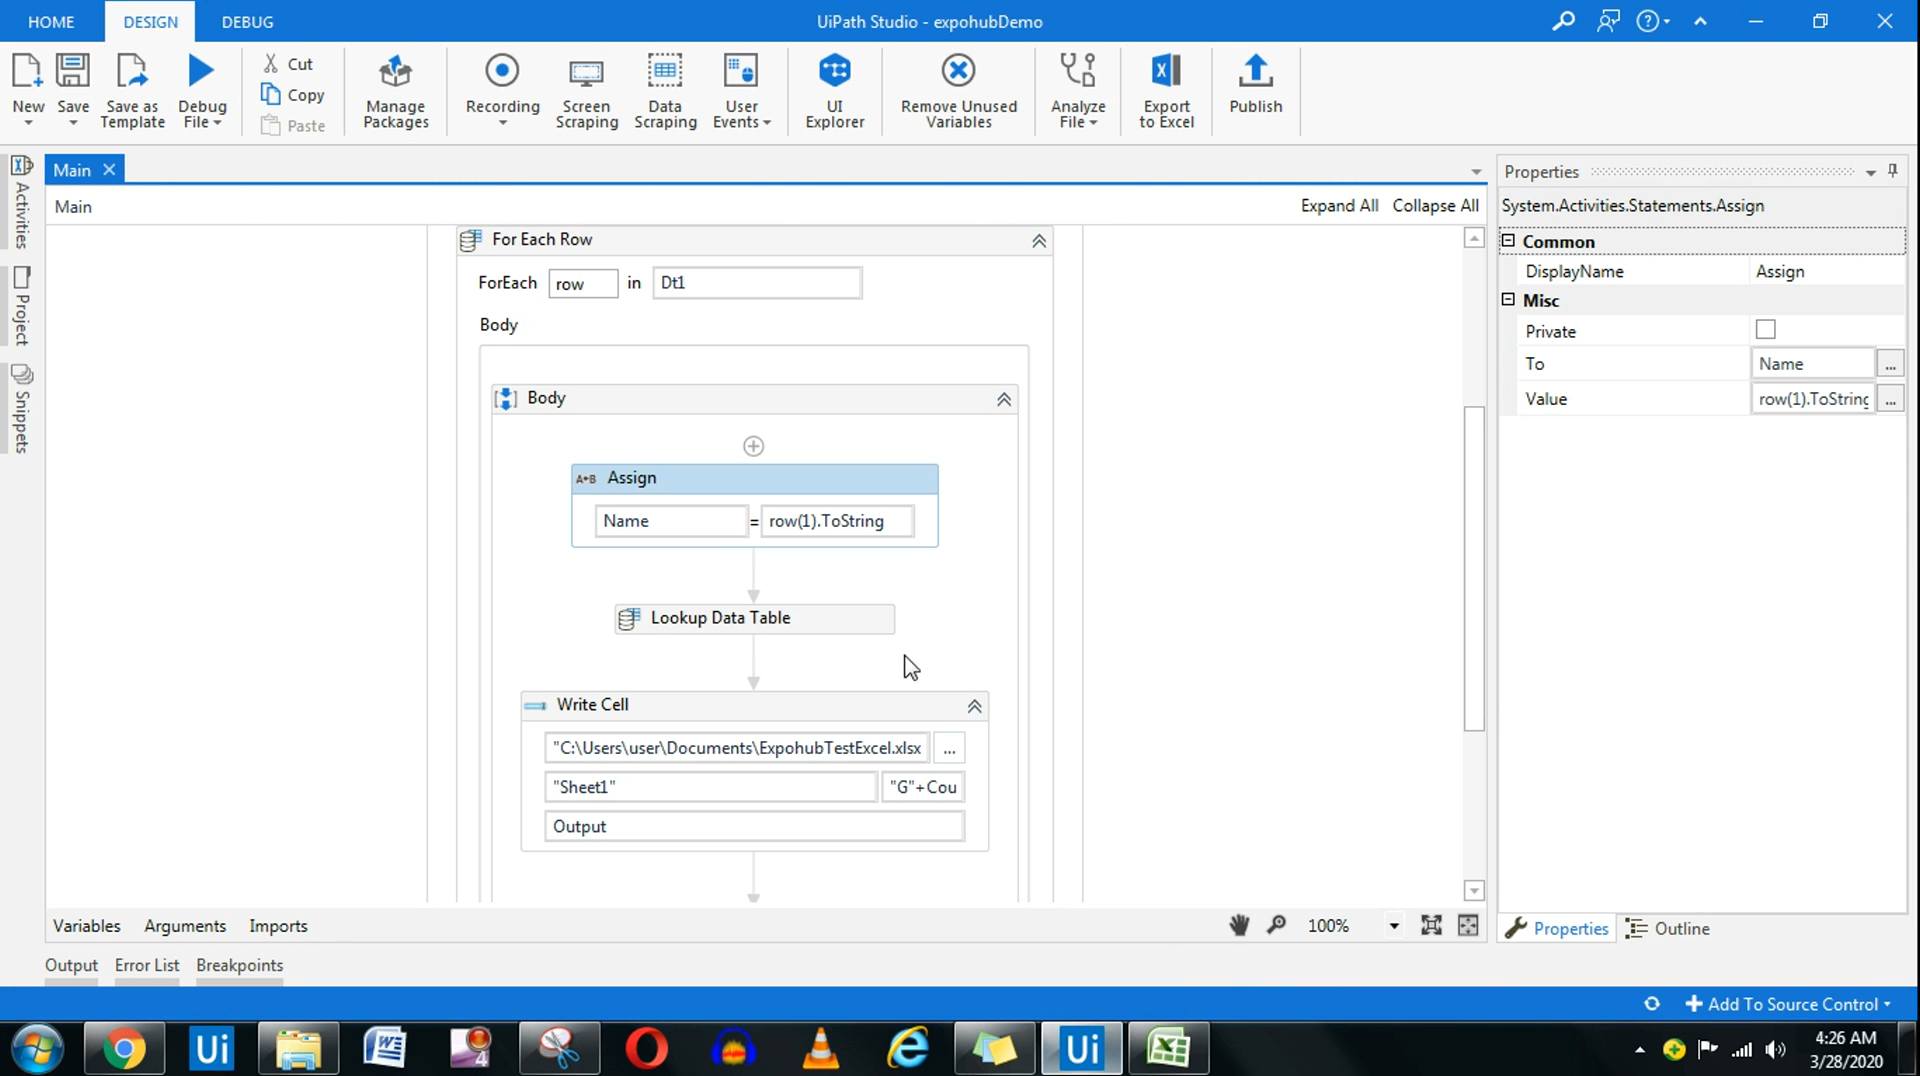 HOME DESIGN DEBUG UiPath Studio - expohubDemo
New
Save
Save as Template
Debug File
Cut
Copy
Paste
Manage Packages
Recording
Screen Scraping
Data Scraping
User Events
UI Explorer
Remove Unused Variables
Analyze File
Export to Excel
Publish
Activities
Project
Snippets
Main
Main Expand All Collapse All
For Each Row
ForEach row in Dt1
Body
Body
A+B Assign
Name = row(1).ToString
Lookup Data Table
Write Cell
"C:\Users\user\Documents\ExpohubTestExcel.xlsx ...
"Sheet1" "G"+Cou
Output
Properties
System.Activities.Statements.Assign
Common
DisplayName Assign
Misc
Private
To Name ...
Value row(1).ToString ...
Variables Arguments Imports 100%
Properties Outline
Output Error List Breakpoints
Add To Source Control
Ui
W
4
Ui
4:26 AM
3/28/2020